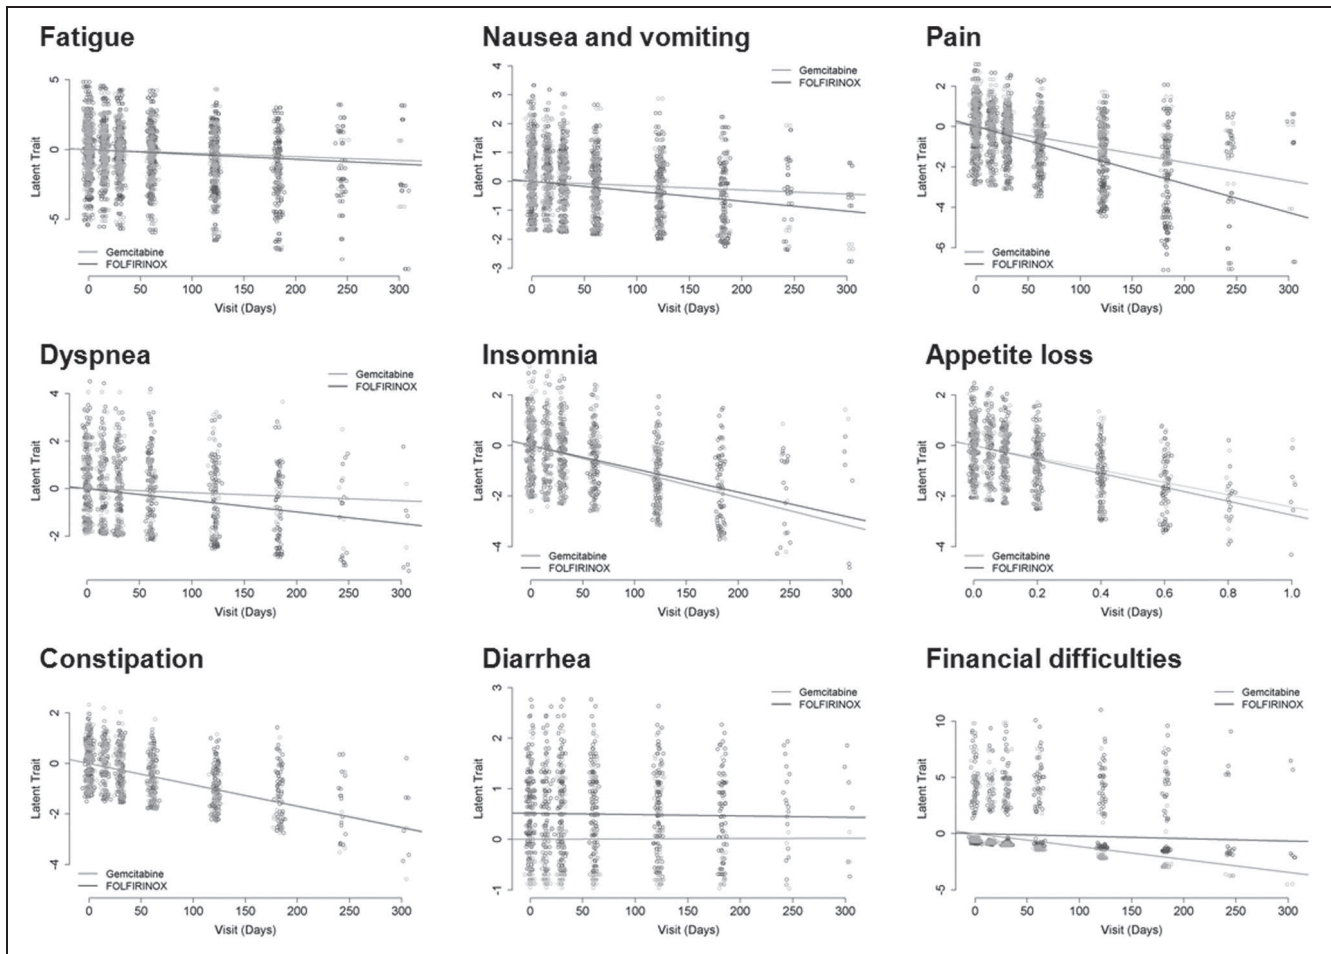 Fatigue
5
0
-5
Latent Trait
Gemcitabine
FOLFIRINOX
0 50 100 150 200 250 300
Visit (Days)
Nausea and vomiting
Gemcitabine
FOLFIRINOX
4
3
2
1
0
-1
-2
-3
Latent Trait
0 50 100 150 200 250 300
Visit (Days)
Pain
2
0
-2
-4
-6
Latent Trait
Gemcitabine
FOLFIRINOX
0 50 100 150 200 250 300
Visit (Days)
Dyspnea
Gemcitabine
FOLFIRINOX
4
2
0
-2
Latent Trait
0 50 100 150 200 250 300
Visit (Days)
Insomnia
2
0
-2
-4
Latent Trait
Gemcitabine
FOLFIRINOX
0 50 100 150 200 250 300
Visit (Days)
Appetite loss
2
0
-2
-4
Latent Trait
Gemcitabine
FOLFIRINOX
0.0 0.2 0.4 0.6 0.8 1.0
Visit (Days)
Constipation
2
0
-2
-4
Latent Trait
Gemcitabine
FOLFIRINOX
0 50 100 150 200 250 300
Visit (Days)
Diarrhea
Gemcitabine
FOLFIRINOX
3
2
1
0
-1
Latent Trait
0 50 100 150 200 250 300
Visit (Days)
Financial difficulties
Gemcitabine
FOLFIRINOX
10
5
0
-5
Latent Trait
0 50 100 150 200 250 300
Visit (Days)